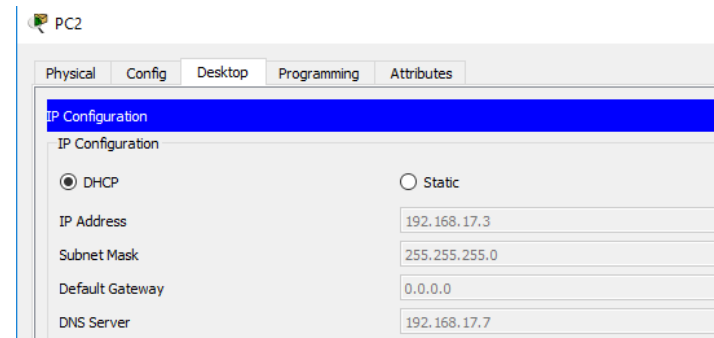 PC2
Physical Config Desktop Programming Attributes
IP Configuration
IP Configuration
DHCP Static
IP Address 192.168.17.3
Subnet Mask 255.255.255.0
Default Gateway 0.0.0.0
DNS Server 192.168.17.7